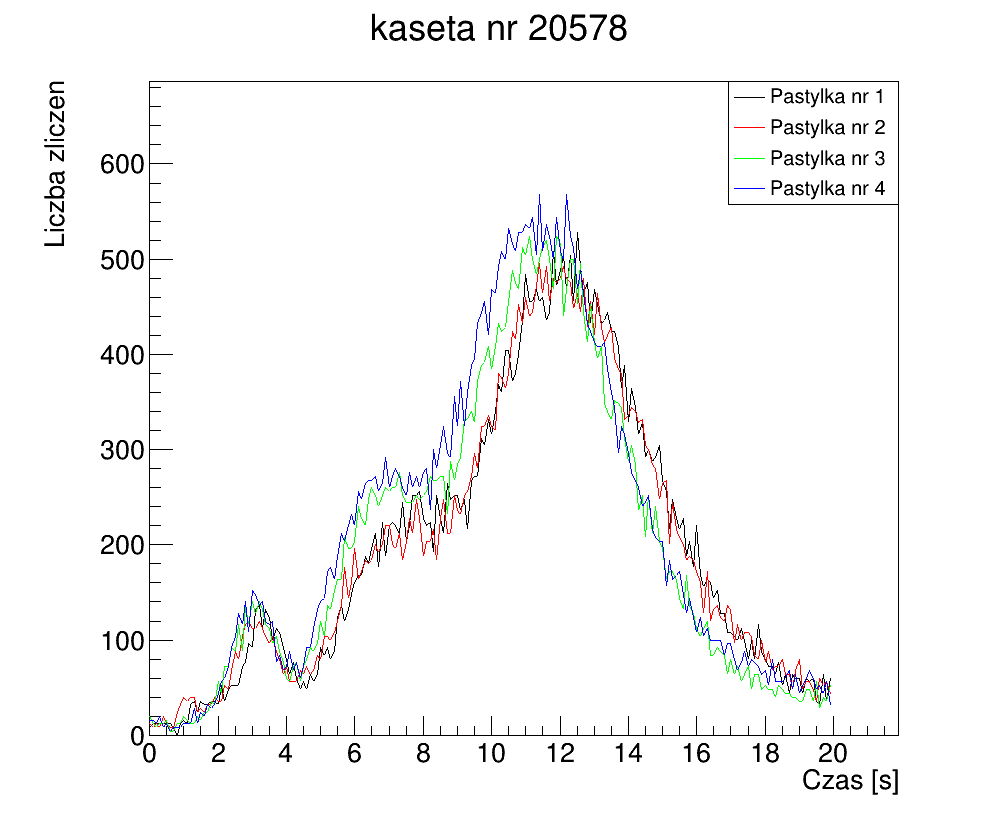 kaseta nr 20578
Liczba zliczen
Pastylka nr 1
Pastylka nr 2
Pastylka nr 3
Pastylka nr 4
600
500
400
300
200
100
0
0 2 4 6 8 10 12 14 16 18 20
Czas [s]